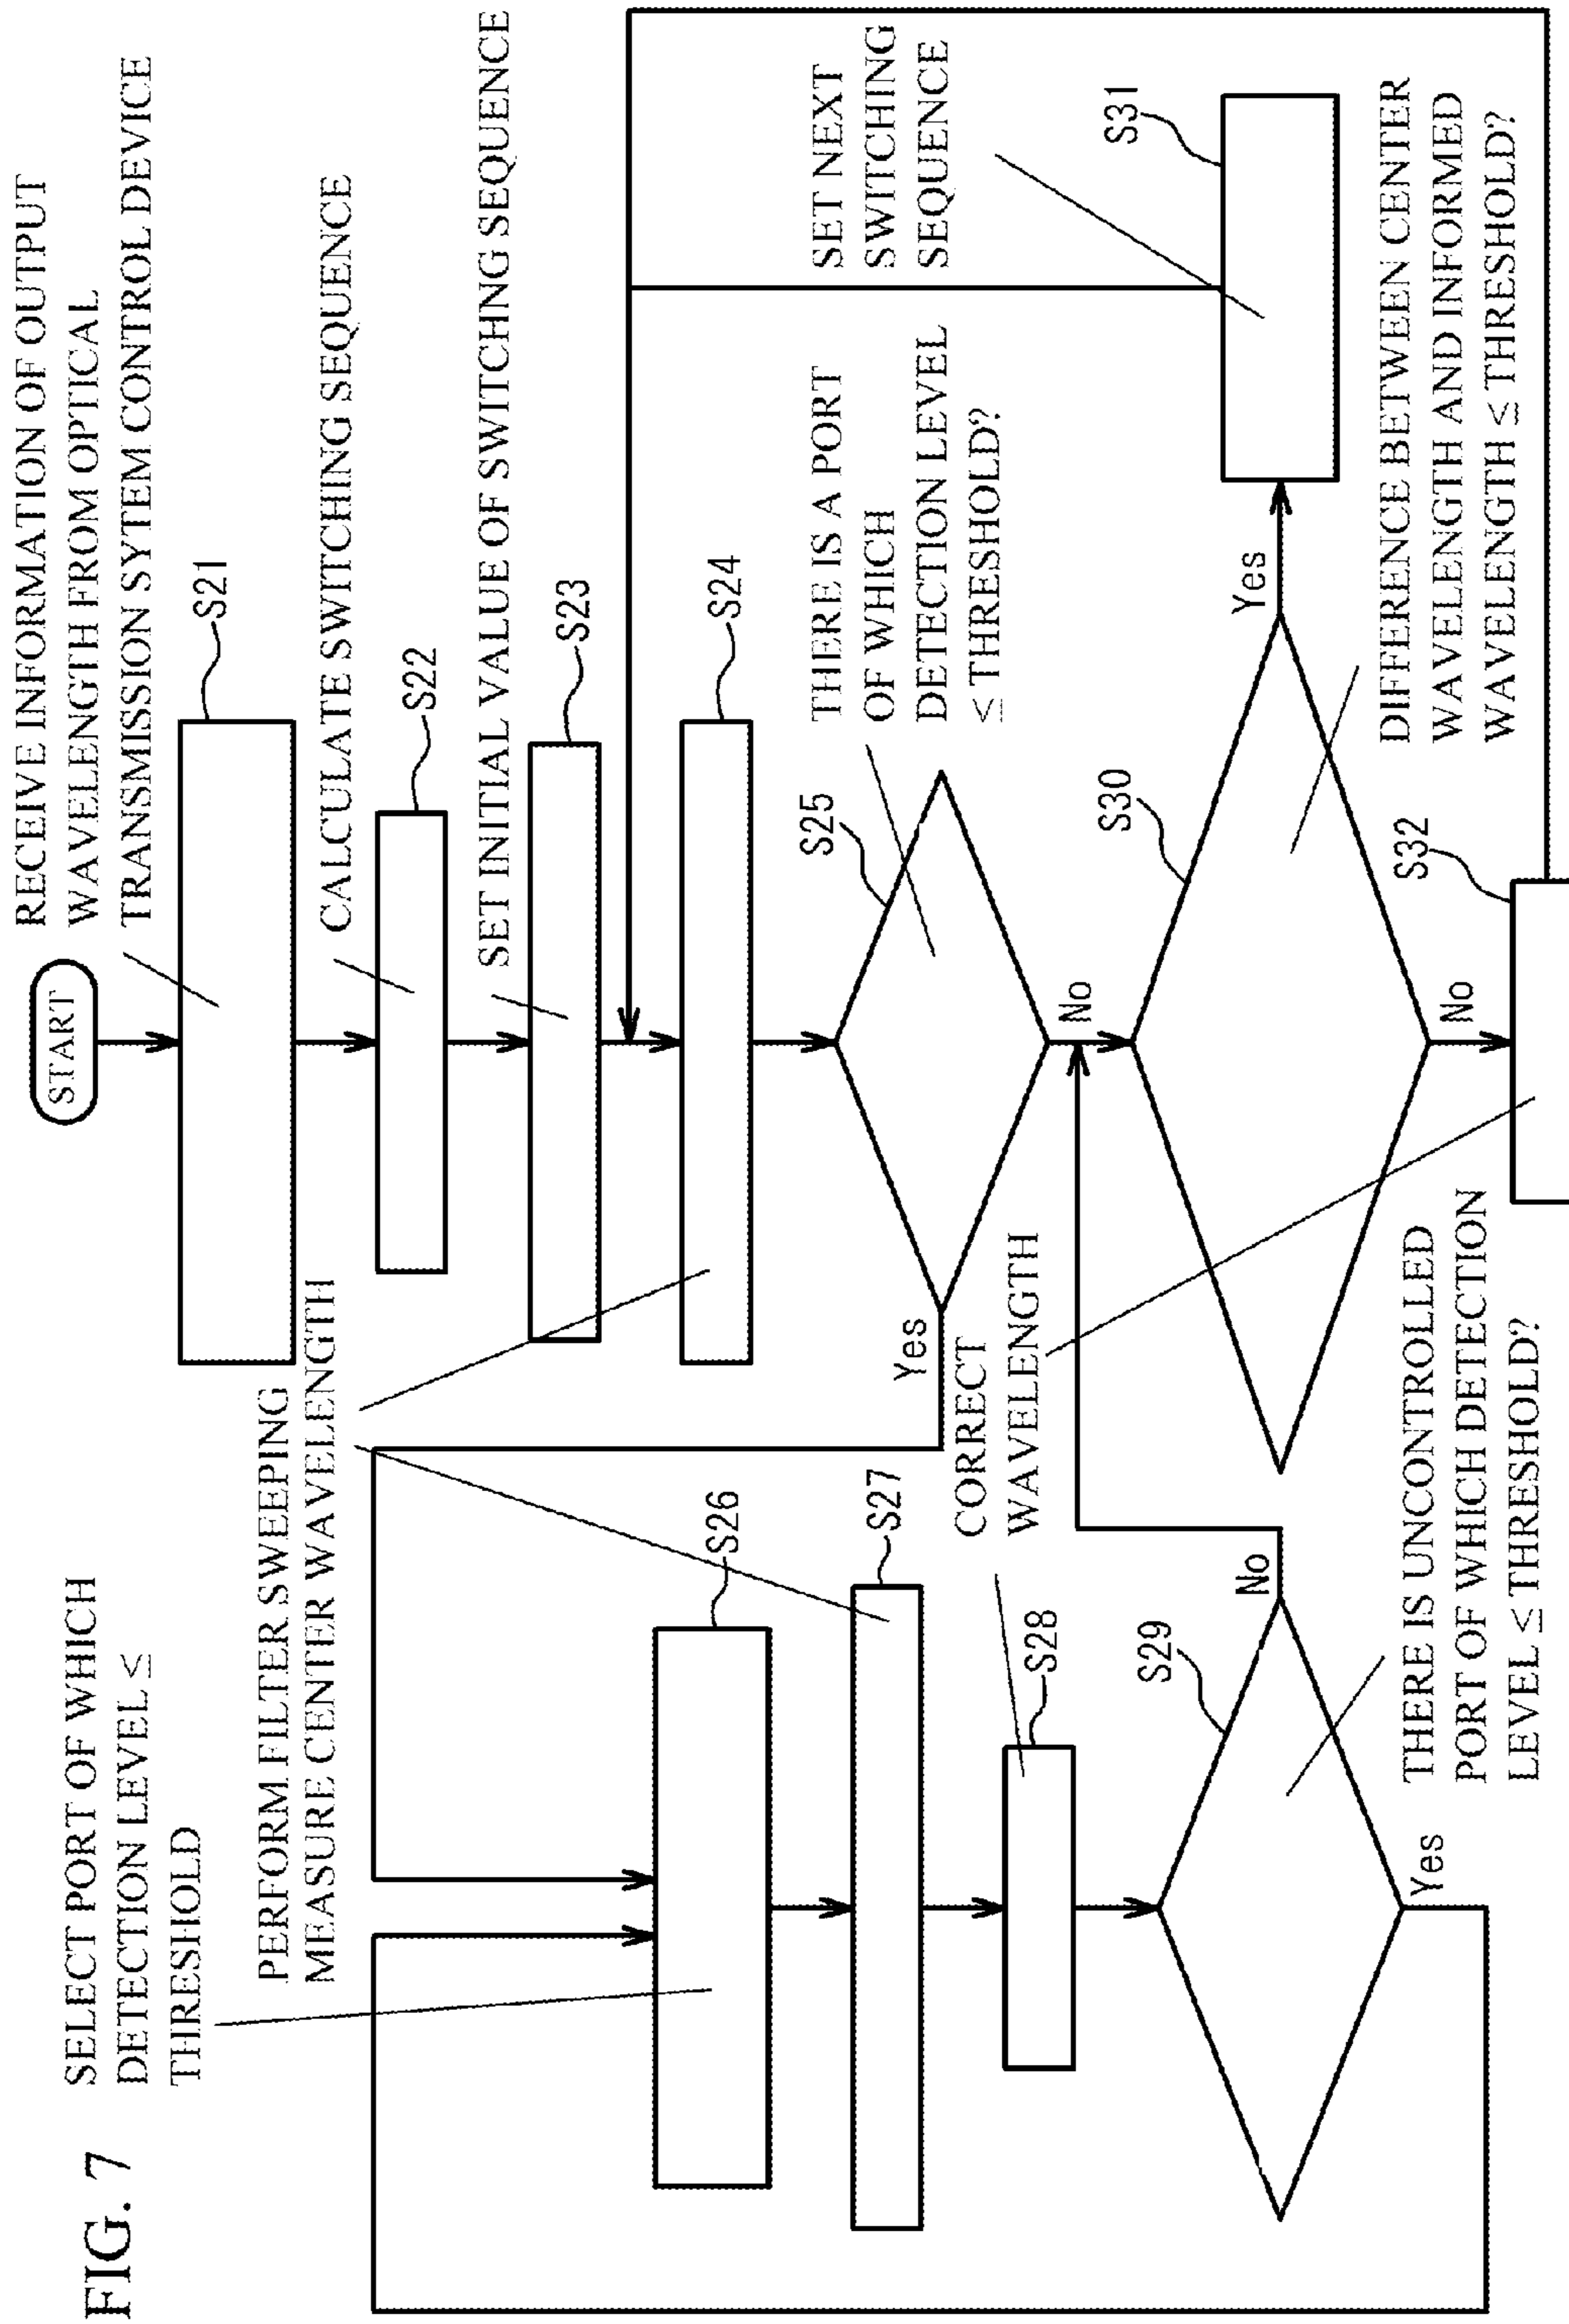 FIG. 7
START
RECEIVE INFORMATION OF OUTPUT
WAVELENGTH FROM OPTICAL
TRANSMISSION SYTEM CONTROL DEVICE
S21
CALCULATE SWITCHING SEQUENCE
S22
SET INITIAL VALUE OF SWITCHNG SEQUENCE
S23
PERFORM FILTER SWEEPING
MEASURE CENTER WAVELENGTH
S24
THERE IS A PORT
OF WHICH
DETECTION LEVEL
≤ THRESHOLD?
S25
Yes
No
SELECT PORT OF WHICH
DETECTION LEVEL ≤
THRESHOLD
S26
S27
CORRECT
WAVELENGTH
S28
S29
No
Yes
THERE IS UNCONTROLLED
PORT OF WHICH DETECTION
LEVEL ≤ THRESHOLD?
S30
Yes
No
DIFFERENCE BETWEEN CENTER
WAVELENGTH AND INFORMED
WAVELENGTH ≤ THRESHOLD?
SET NEXT
SWITCHING
SEQUENCE
S31
S32